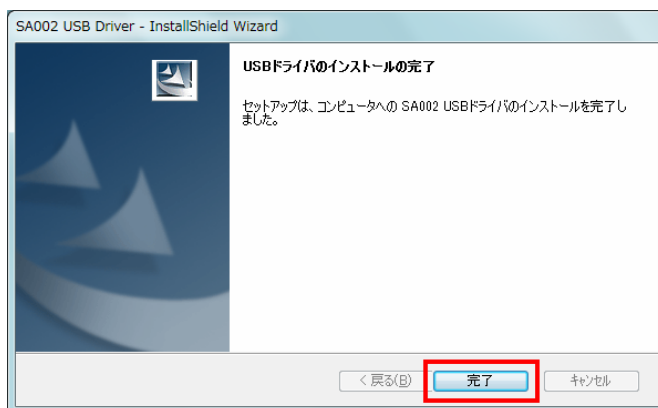 SA002 USB Driver - InstallShield Wizard
USBドライバのインストールの完了
セットアップは、コンピュータへの SA002 USBドライバのインストールを完了し
ました。
< 戻る(B)
完了
キャンセル